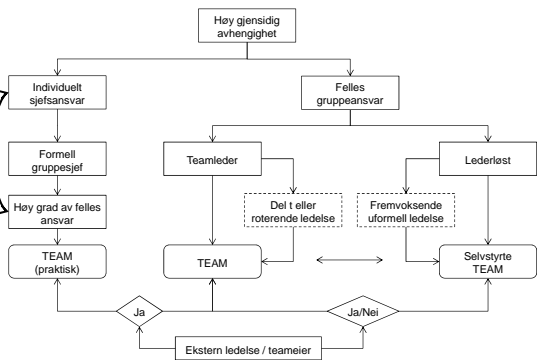 Høy gjensidig
avhengighet
Individuelt
sjefsansvar
Felles
gruppeansvar
Formell
gruppesjef
Teamleder
Lederløst
Høy grad av felles
ansvar
Del t eller
roterende ledelse
Fremvoksende
uformell ledelse
TEAM
(praktisk)
TEAM
Selvstyrte
TEAM
Ja
Ja/Nei
Ekstern ledelse / teameier